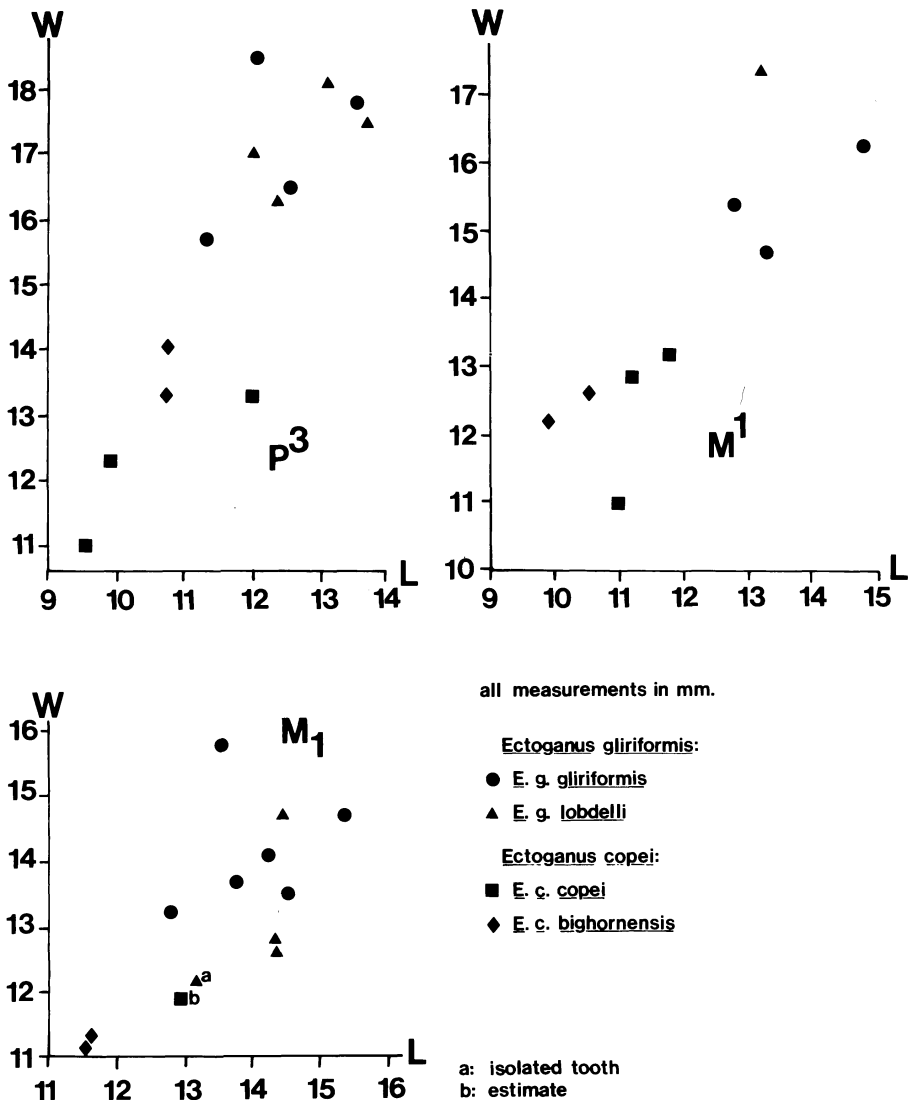 W
18
17
16
15
14
13
12
11
P3
L
9 10 11 12 13 14
W
17
16
15
14
13
12
11
10
M1
L
9 10 11 12 13 14 15
W
16
15
14
13
12
11
M1
a
b
L
11 12 13 14 15 16
all measurements in mm.
Ectoganus gliriformis:
E. g. gliriformis
E. g. lobdelli
Ectoganus copei:
E. c. copei
E. c. bighornensis
a: isolated tooth
b: estimate